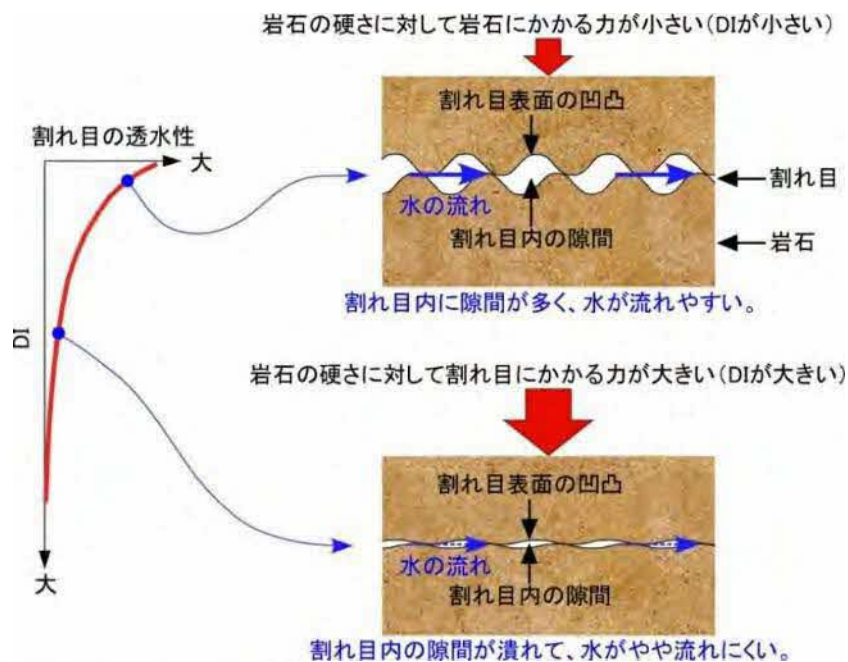 岩石の硬さに対して岩石にかかる力が小さい(DIが小さい)
割れ目表面の凹凸
割れ目の透水性
大
割れ目
水の流れ
割れ目内の隙間
岩石
割れ目内に隙間が多く、水が流れやすい。
DI
大
岩石の硬さに対して割れ目にかかる力が大きい(DIが大きい)
割れ目表面の凹凸
水の流れ
割れ目内の隙間
割れ目内の隙間が潰れて、水がやや流れにくい。